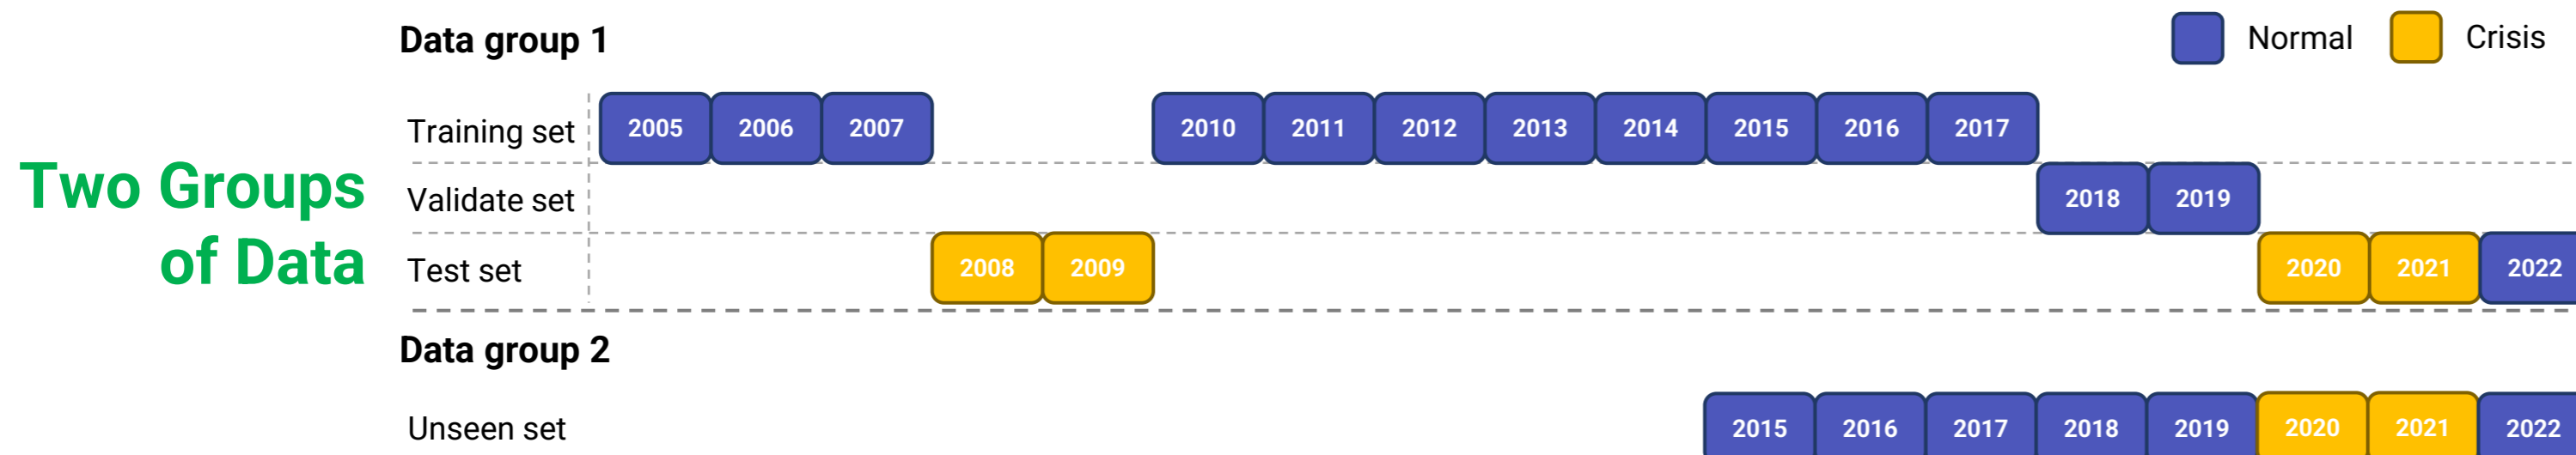 Data group 1
Normal Crisis
Training set 2005 2006 2007 2010 2011 2012 2013 2014 2015 2016 2017
Two Groups
of Data
Validate set 2018 2019
Test set 2008 2009 2020 2021 2022
Data group 2
Unseen set 2015 2016 2017 2018 2019 2020 2021 2022